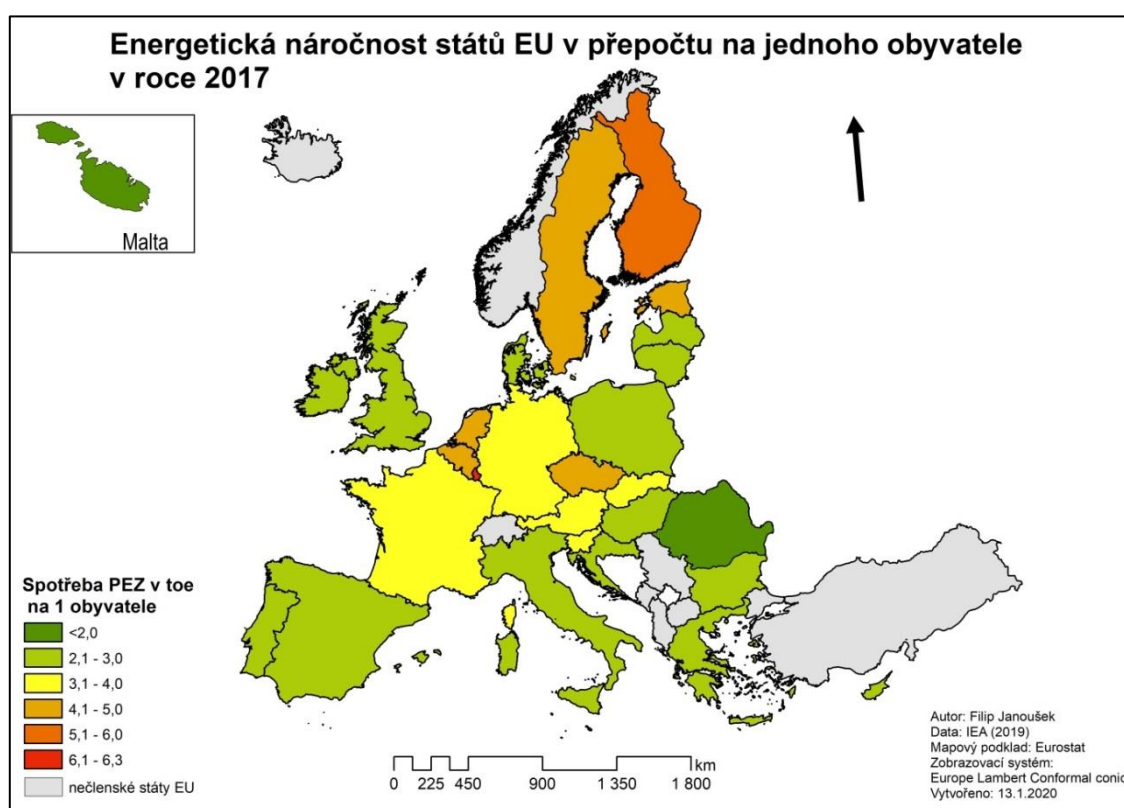 Energetická náročnost států EU v přepočtu na jednoho obyvatele
v roce 2017
Malta
Spotřeba PEZ v toe
na 1 obyvatele
<2,0
2,1 - 3,0
3,1 - 4,0
4,1 - 5,0
5,1 - 6,0
6,1 - 6,3
nečlenské státy EU
km
0 225 450 900 1 350 1 800
Autor: Filip Janoušek
Data: IEA (2019)
Mapový podklad: Eurostat
Zobrazovací systém:
Europe Lambert Conformal conic
Vytvořeno: 13.1.2020